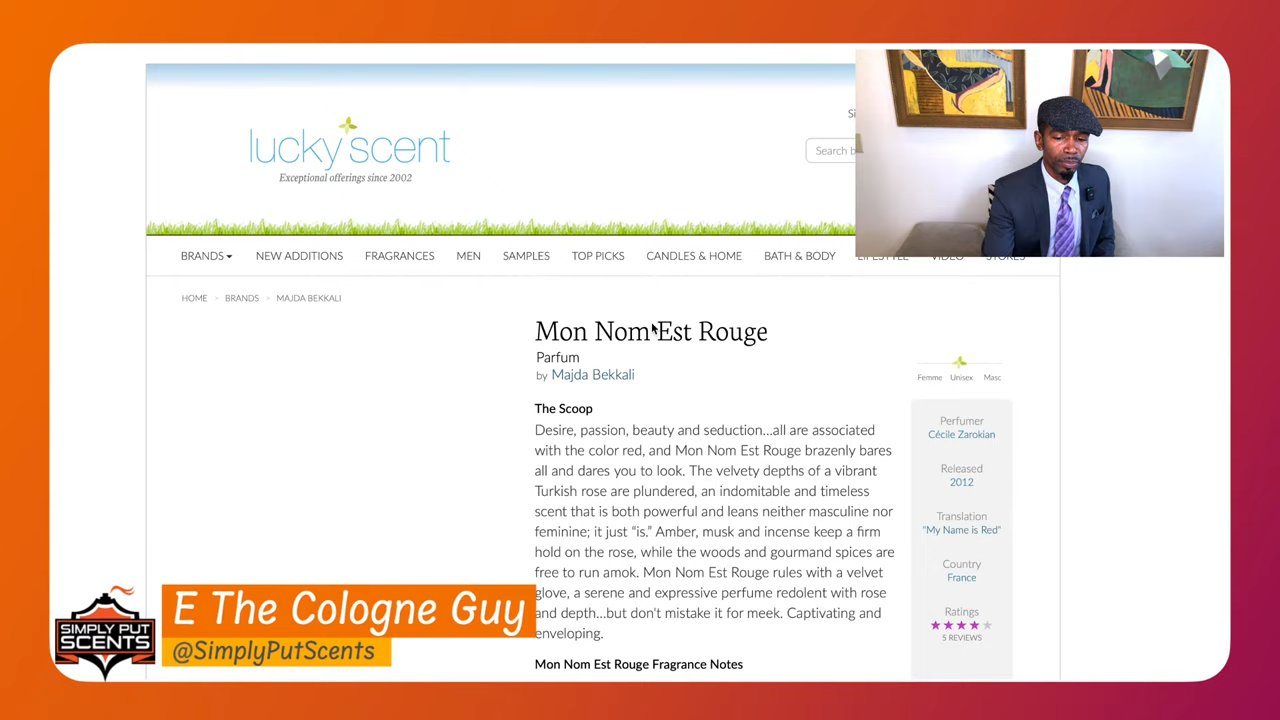 lucky scent
Exceptional offerings since 2002
Search b
BRANDS NEW ADDITIONS FRAGRANCES MEN SAMPLES TOP PICKS CANDLES & HOME BATH & BODY LIFESTYLE VIDEO STORES
HOME > BRANDS > MAJDA BEKKALI
Mon Nom Est Rouge
Parfum
by Majda Bekkali
The Scoop
Desire, passion, beauty and seduction...all are associated
with the color red, and Mon Nom Est Rouge brazenly bares
all and dares you to look. The velvety depths of a vibrant
Turkish rose are plundered, an indomitable and timeless
scent that is both powerful and leans neither masculine nor
feminine; it just “is.” Amber, musk and incense keep a firm
hold on the rose, while the woods and gourmand spices are
free to run amok. Mon Nom Est Rouge rules with a velvet
glove, a serene and expressive perfume redolent with rose
and depth...but don't mistake it for meek. Captivating and
enveloping.
Mon Nom Est Rouge Fragrance Notes
Femme Unisex Masc
Perfumer
Cécile Zarokian
Released
2012
Translation
"My Name is Red"
Country
France
Ratings
5 REVIEWS
SIMPLY PUT
SCENTS
E The Cologne Guy
@SimplyPutScents